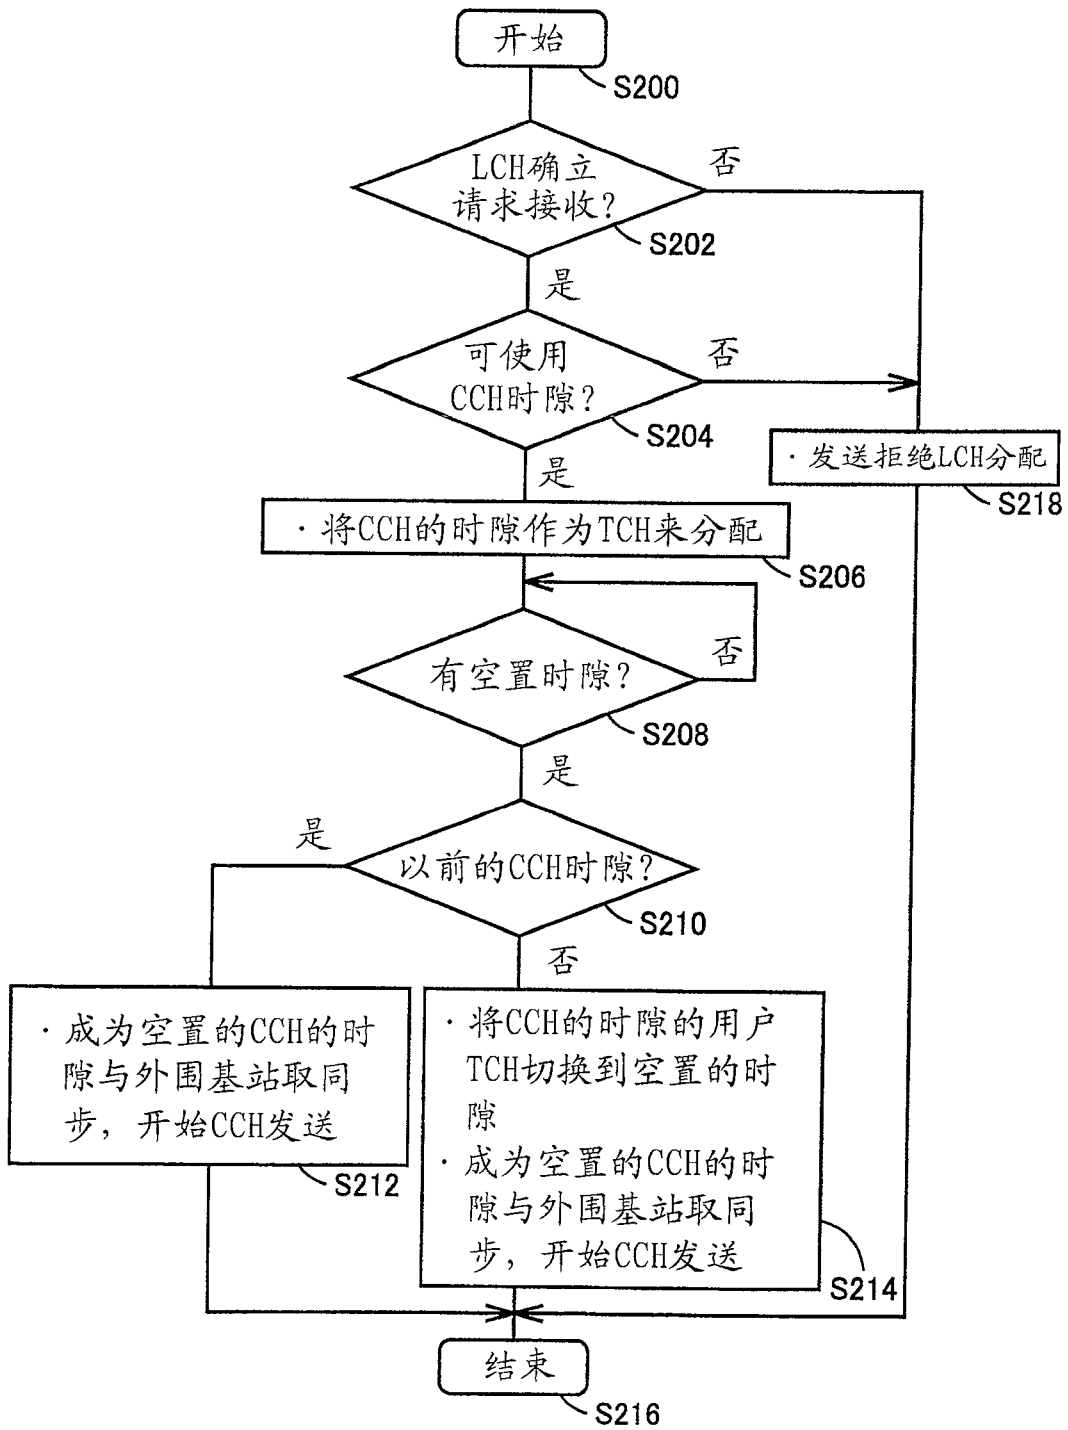 开始
S200
LCH确立
请求接收?
否
S202
是
可使用
CCH时隙?
否
S204
是
·发送拒绝LCH分配
S218
·将CCH的时隙作为TCH来分配
S206
有空置时隙?
否
S208
是
以前的CCH时隙?
是
S210
否
·成为空置的CCH的时
隙与外围基站取同
步，开始CCH发送
S212
·将CCH的时隙的用户
TCH切换到空置的时
隙
·成为空置的CCH的时
隙与外围基站取同
步，开始CCH发送
S214
结束
S216